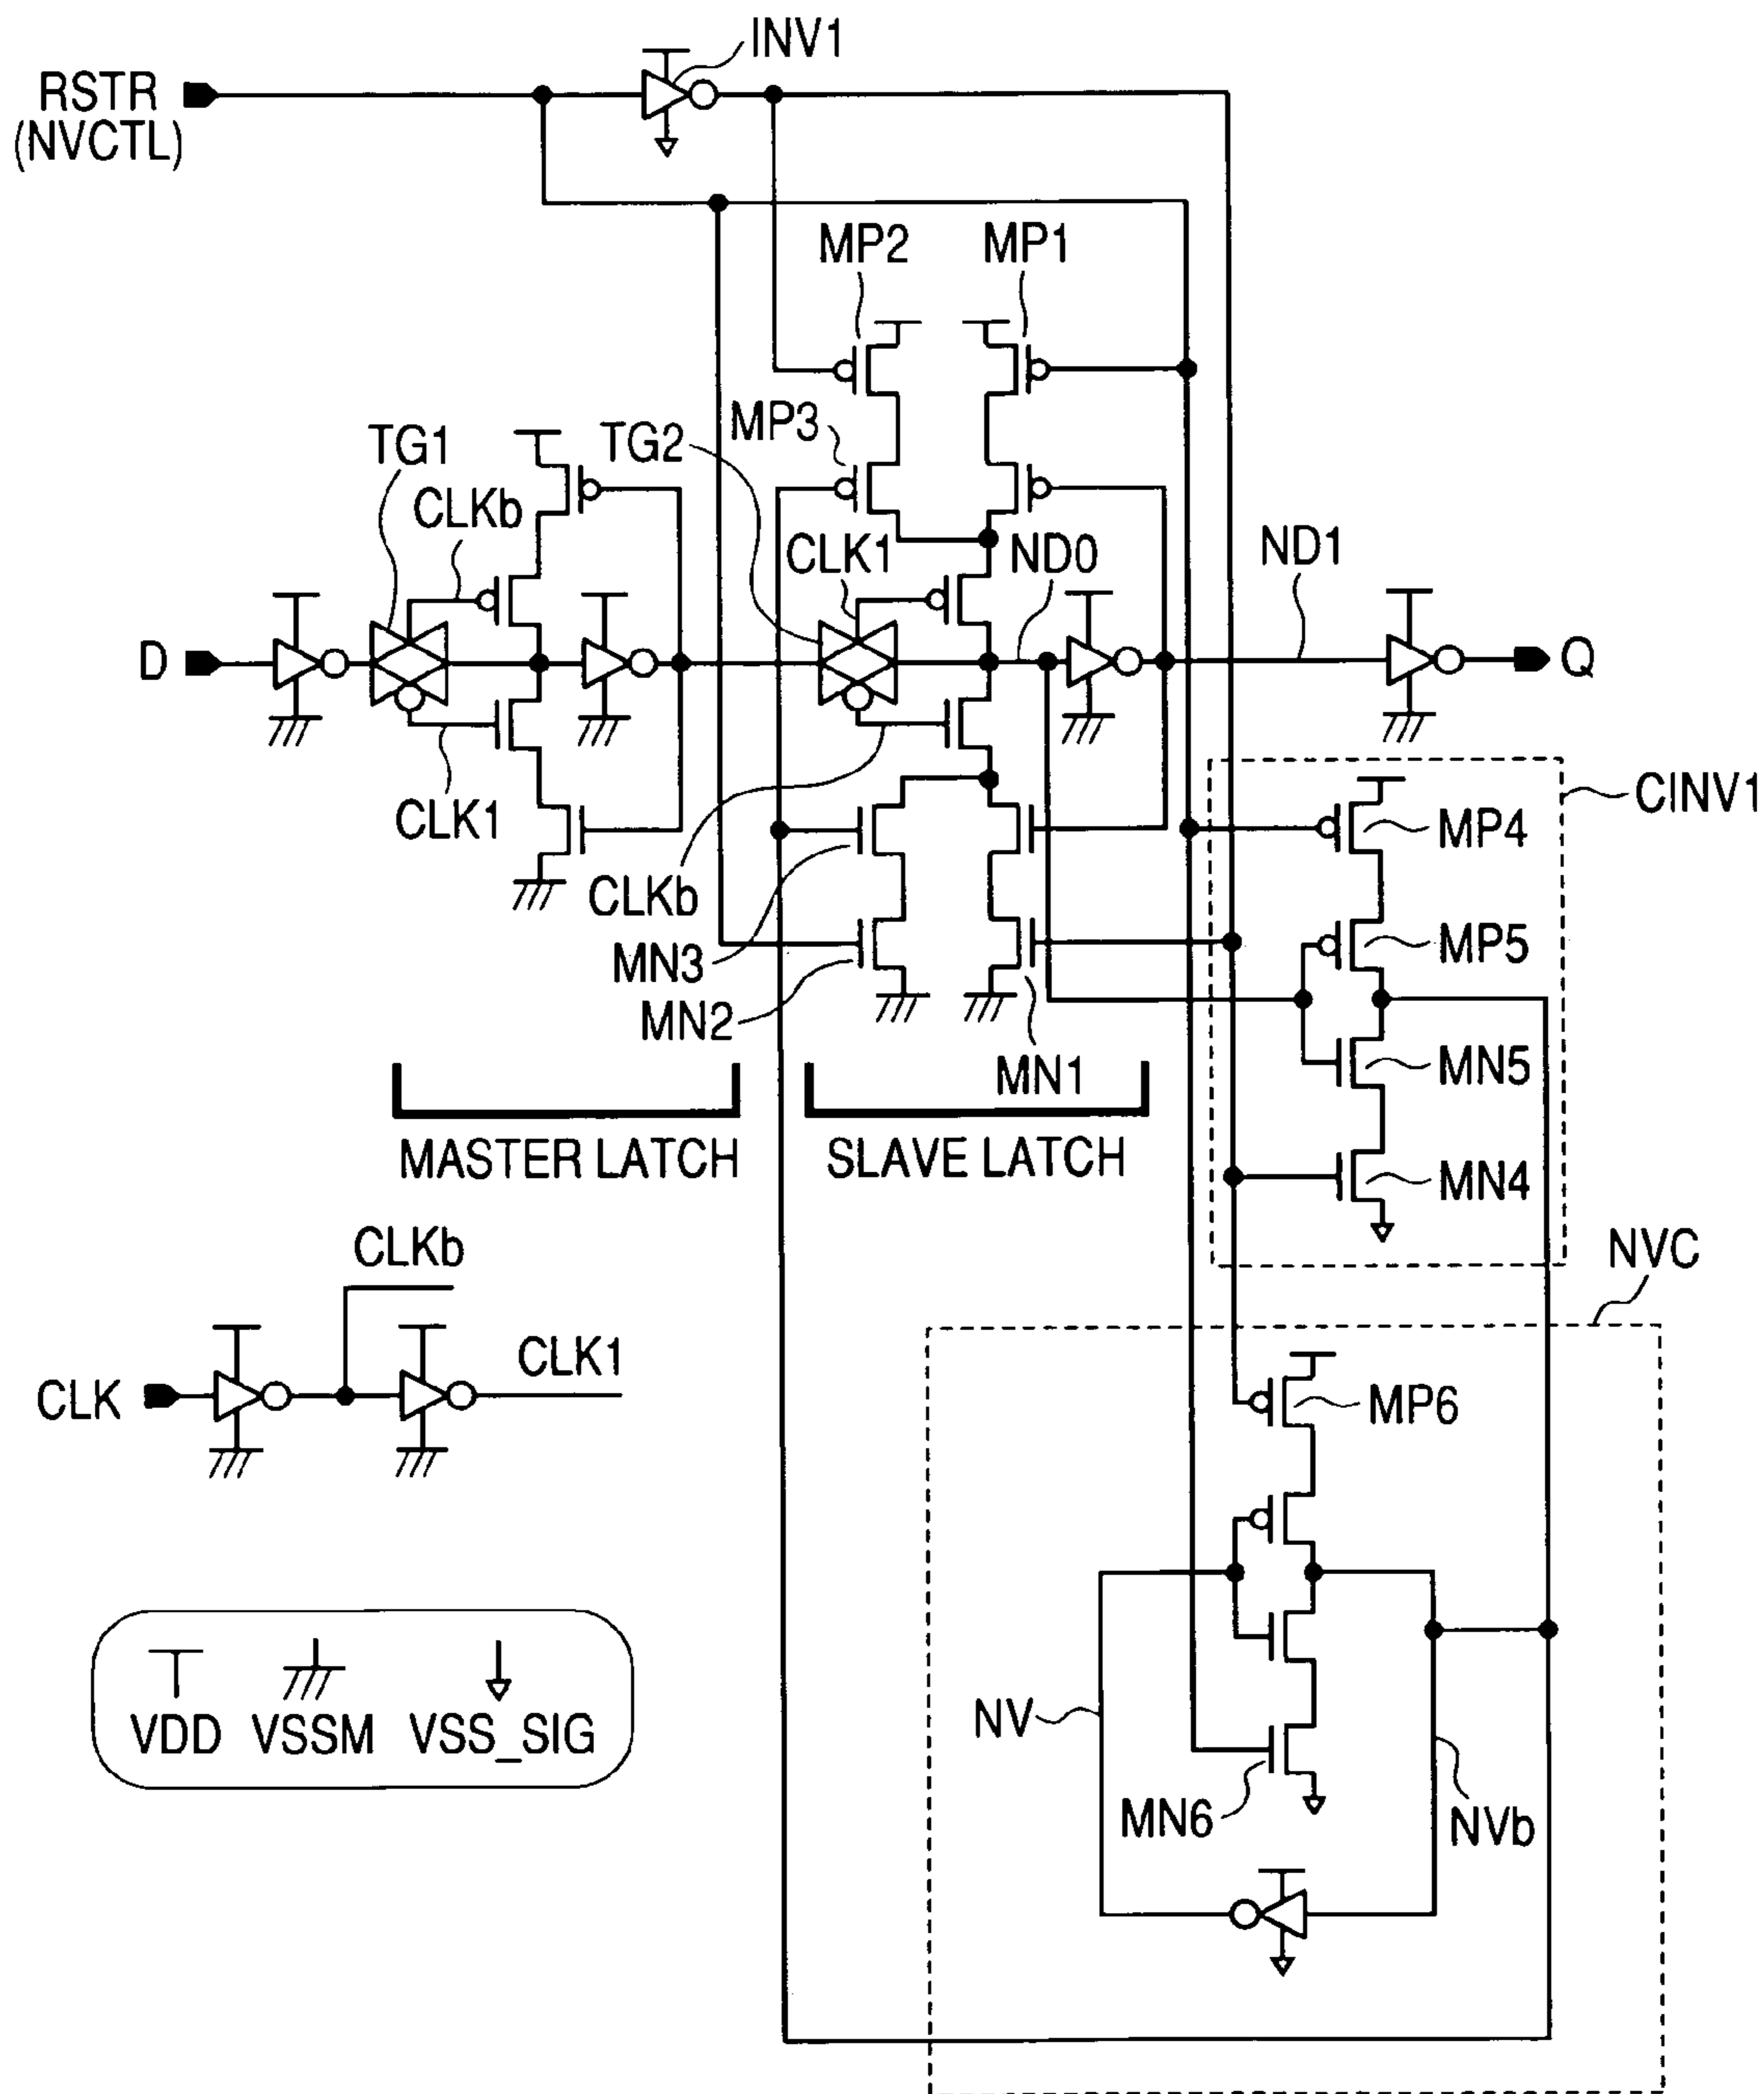 INV1
RSTR
(NVCTL)
MP2
MP1
MP3
TG1
TG2
CLKb
CLK1
ND0
ND1
D
Q
CLK1
CLKb
CINV1
MP4
MP5
MN3
MN2
MN1
MN5
MN4
MASTER LATCH
SLAVE LATCH
CLKb
NVC
CLK1
CLK
MP6
NV
MN6
NVb
VDD
VSSM
VSS_SIG